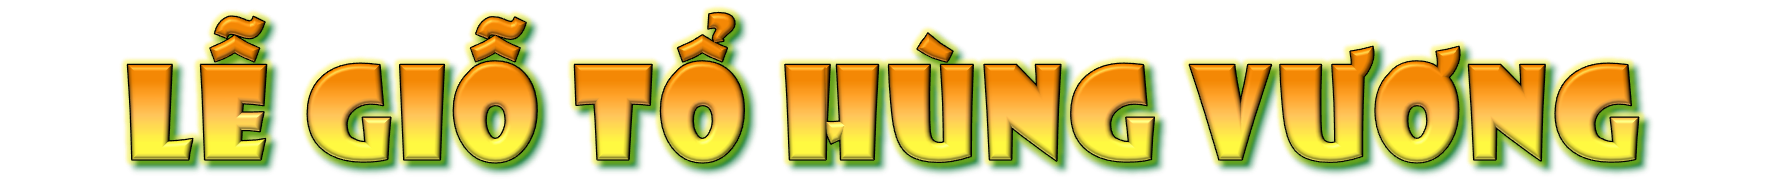 LỄ GIỖ TỔ HÙNG VƯƠNG